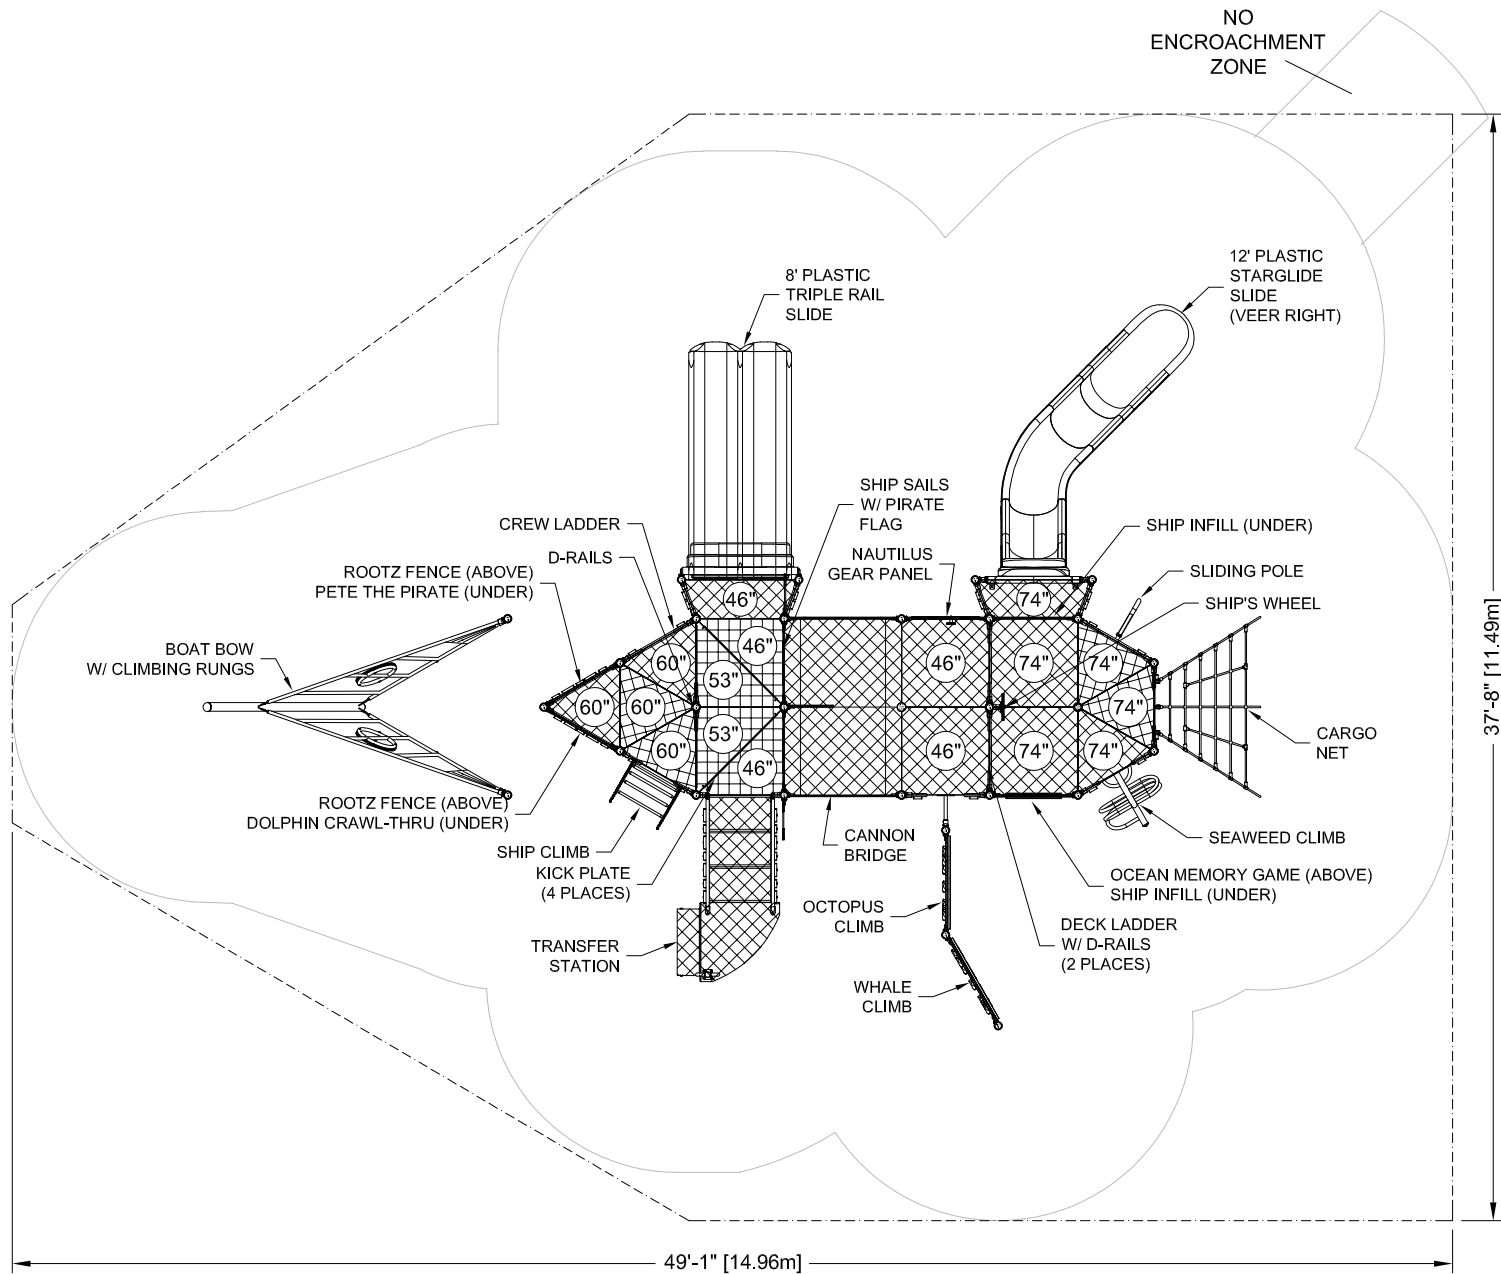 NO
ENCROACHMENT
ZONE
12' PLASTIC
STARGLIDE
SLIDE
(VEER RIGHT)
8' PLASTIC
TRIPLE RAIL
SLIDE
SHIP SAILS
W/ PIRATE
FLAG
CREW LADDER
D-RAILS
ROOTZ FENCE (ABOVE)
PETE THE PIRATE (UNDER)
NAUTILUS
GEAR PANEL
SHIP INFILL (UNDER)
SLIDING POLE
SHIP'S WHEEL
BOAT BOW
W/ CLIMBING RUNGS
46"
74"
46"
60"
53"
46"
74"
74"
60"
60"
74"
53"
60"
46"
46"
74"
74"
CARGO
NET
ROOTZ FENCE (ABOVE)
DOLPHIN CRAWL-THRU (UNDER)
SHIP CLIMB
KICK PLATE
(4 PLACES)
CANNON
BRIDGE
SEAWEED CLIMB
OCEAN MEMORY GAME (ABOVE)
SHIP INFILL (UNDER)
OCTOPUS
CLIMB
DECK LADDER
W/ D-RAILS
(2 PLACES)
TRANSFER
STATION
WHALE
CLIMB
37'-8" [11.49m]
49'-1" [14.96m]